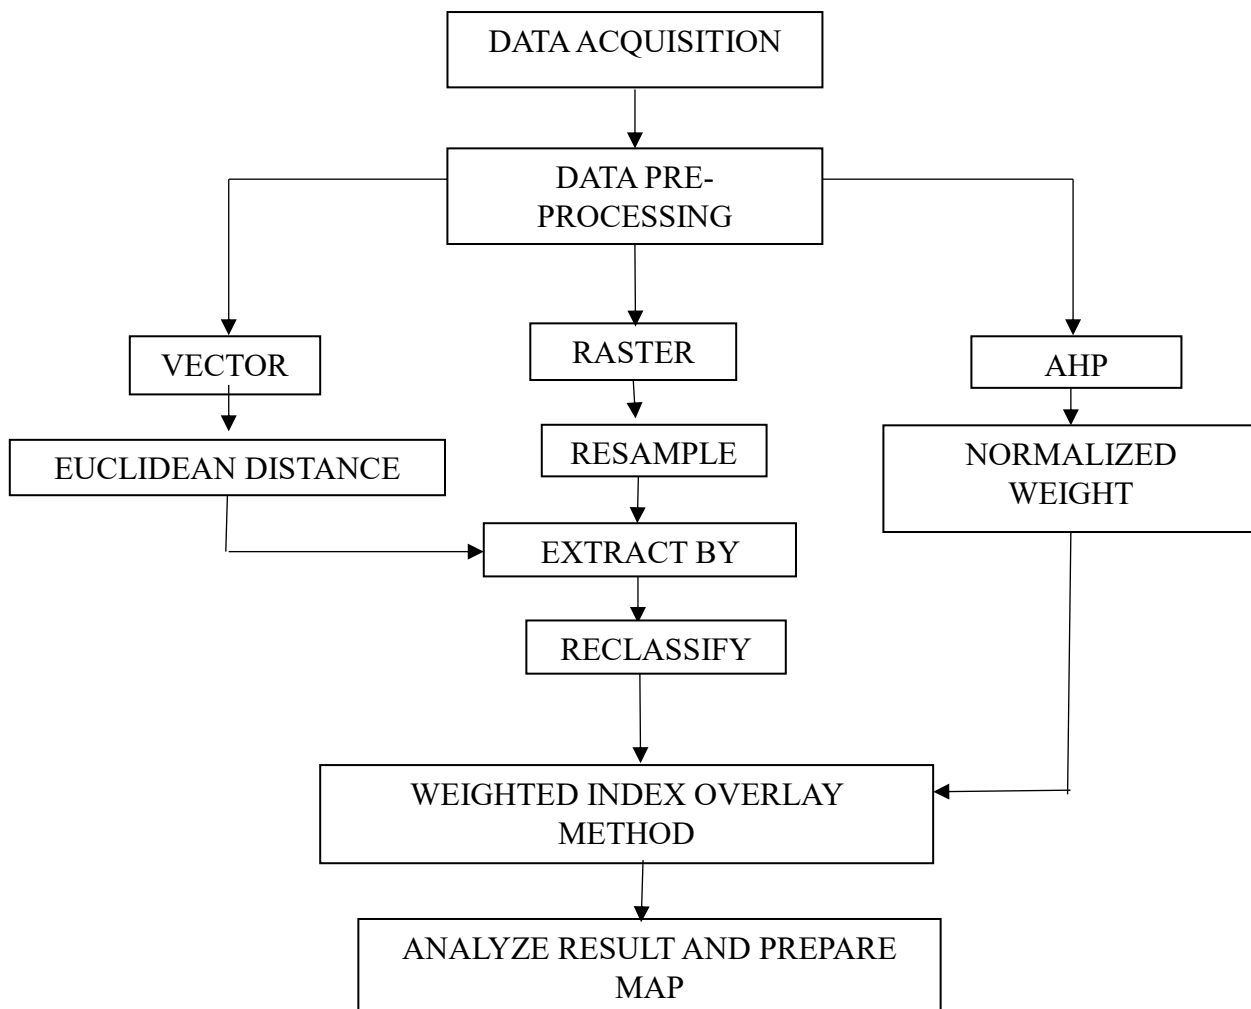 DATA ACQUISITION
DATA PRE-
PROCESSING
VECTOR
RASTER
AHP
EUCLIDEAN DISTANCE
RESAMPLE
NORMALIZED
WEIGHT
EXTRACT BY
RECLASSIFY
WEIGHTED INDEX OVERLAY
METHOD
ANALYZE RESULT AND PREPARE
MAP